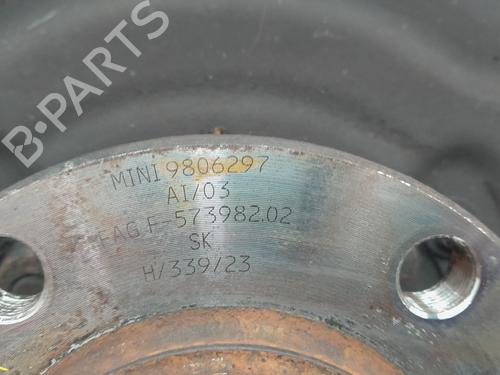 B-PARTS
MINI 9806297
AI/03
FAG F-573982.02
SK
H/339/23